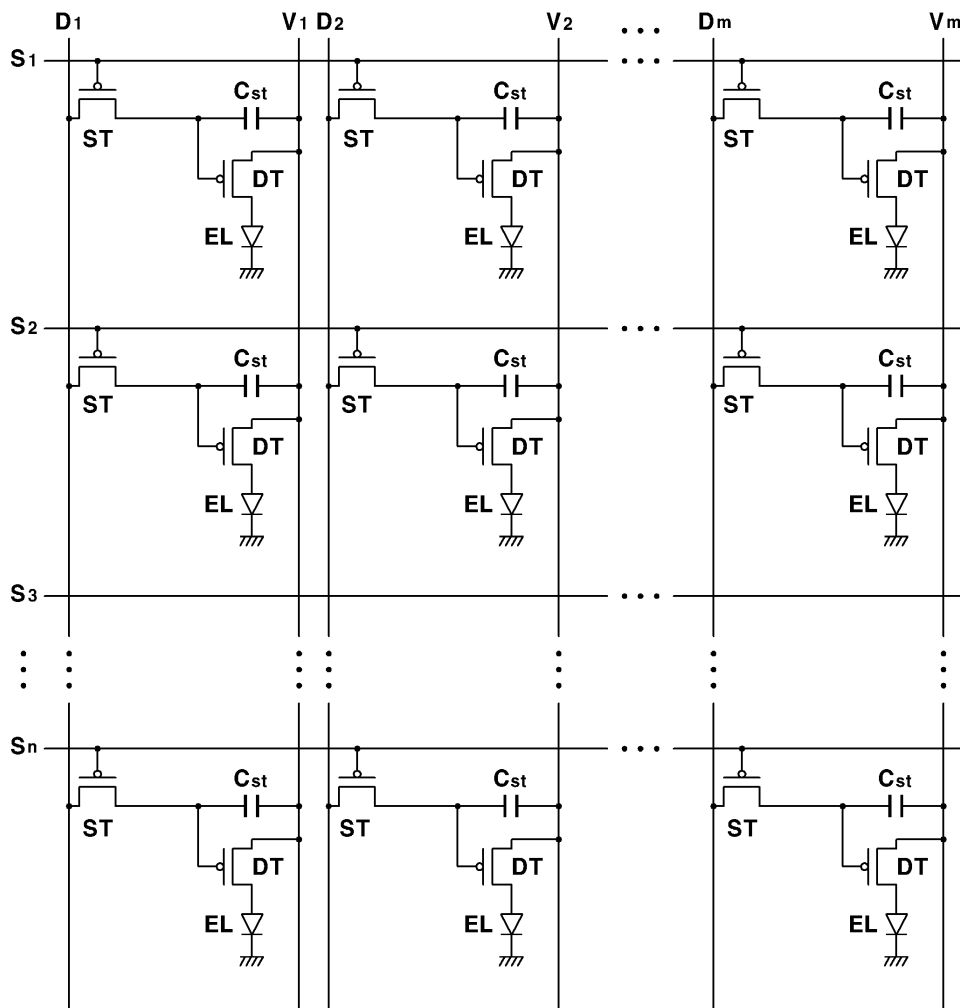 D1 V1 D2 V2 ... Dm Vm
S1 ...
Cst Cst Cst
ST ST ST
DT DT DT
EL EL EL
S2 ...
Cst Cst Cst
ST ST ST
DT DT DT
EL EL EL
S3 ...
Sn ...
Cst Cst Cst
ST ST ST
DT DT DT
EL EL EL